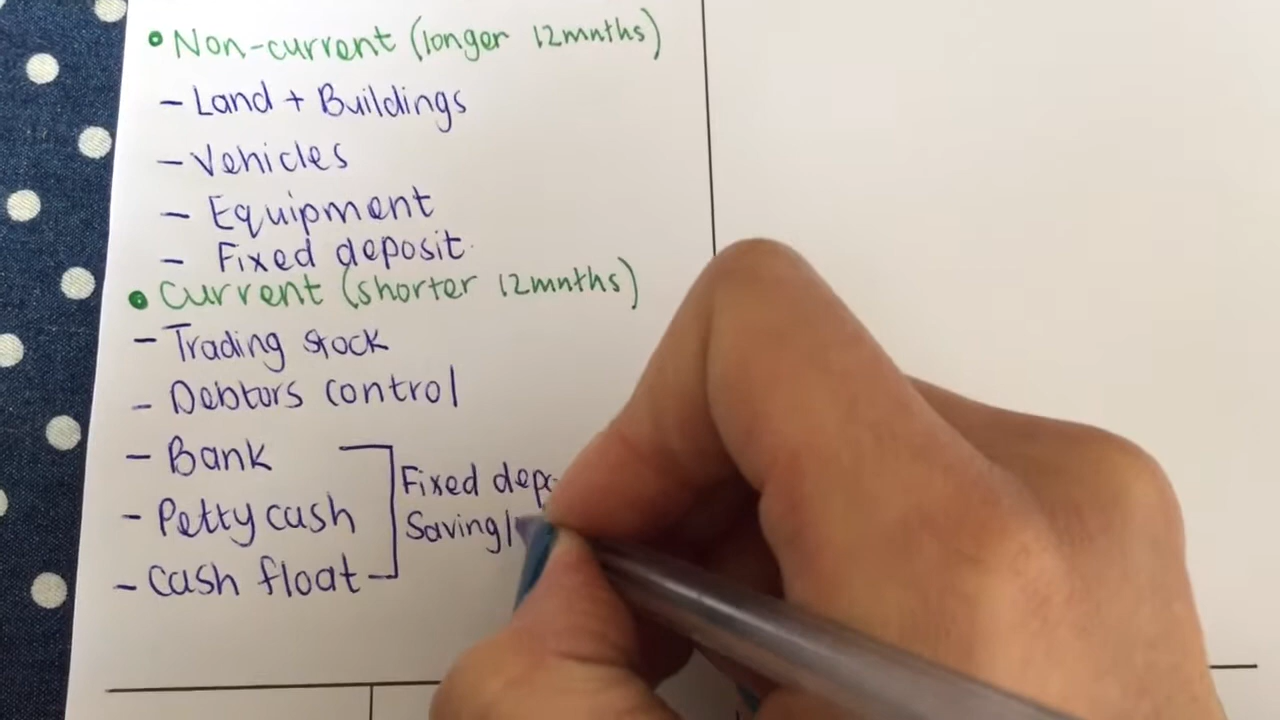 • Non-current (longer 12mnths)
- Land + Buildings
- Vehicles
- Equipment
- Fixed deposit
• Current (shorter 12mnths)
- Trading stock
- Debtors control
- Bank
Fixed
- Petty cash
Saving/
- Cash float